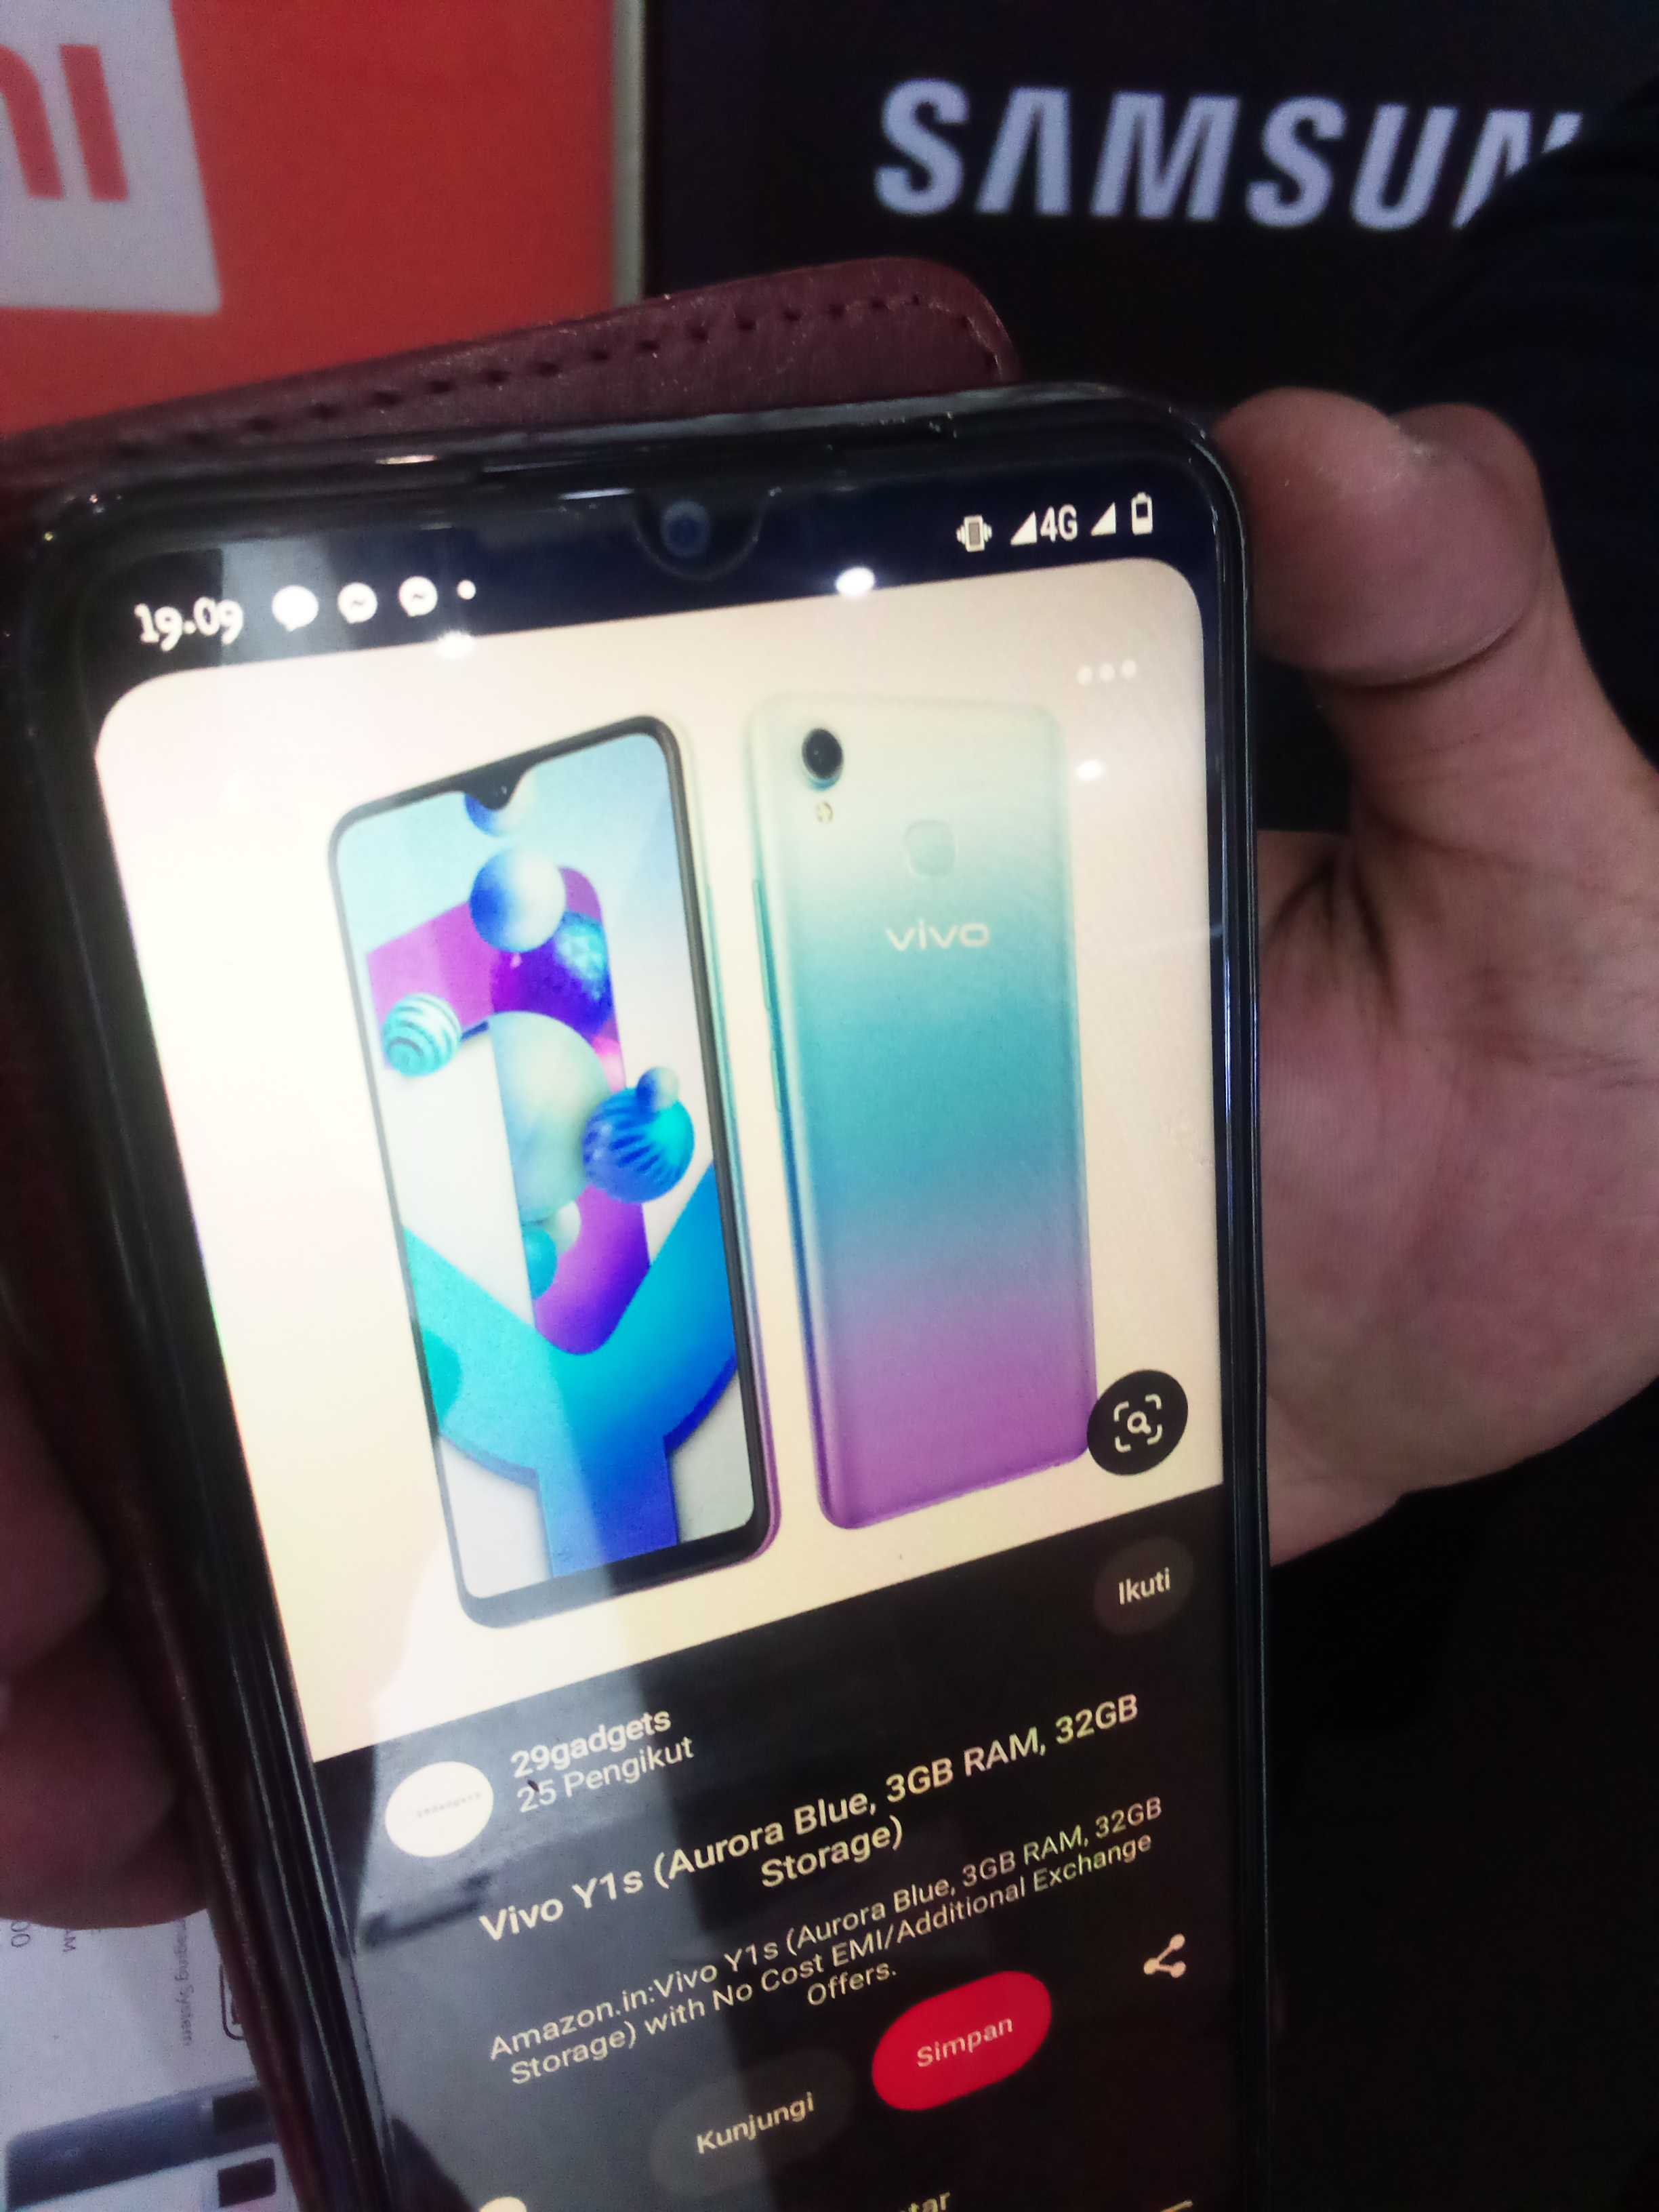 SAMSUN
19.09
4G
vivo
Ikuti
29gadgets
25 Pengikut
Vivo Y1s (Aurora Blue, 3GB RAM, 32GB
Storage)
Amazon.in:Vivo Y1s (Aurora Blue, 3GB RAM, 32GB
Storage) with No Cost EMI/Additional Exchange
Offers.
Kunjungi
Simpan